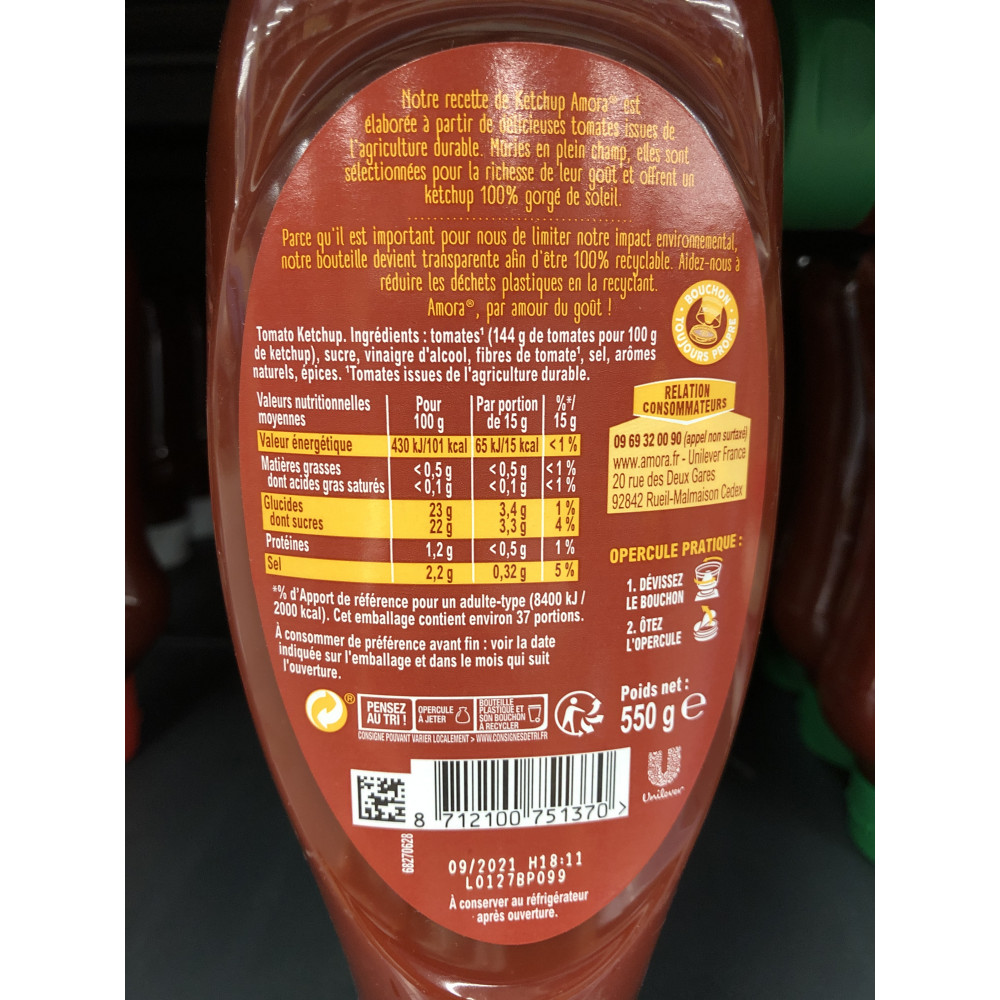 Notre recette de Ketchup Amora® est
élaborée à partir de délicieuses tomates issues de
l'agriculture durable. Mûries en plein champ, elles sont
sélectionnées pour la richesse de leur goût et offrent un
ketchup 100% gorgé de soleil.
Parce qu'il est important pour nous de limiter notre impact environnemental,
notre bouteille devient transparente afin d'être 100% recyclable. Aidez-nous à
réduire les déchets plastiques en la recyclant.
Amora®, par amour du goût !
BOUCHON
TOUJOURS PROPRE
Tomato Ketchup. Ingrédients : tomates¹ (144 g de tomates pour 100 g
de ketchup), sucre, vinaigre d'alcool, fibres de tomate¹, sel, arômes
naturels, épices. ¹Tomates issues de l'agriculture durable.
Valeurs nutritionnelles moyennes Pour 100 g Par portion de 15 g %*/ 15 g
Valeur énergétique 430 kJ/101 kcal 65 kJ/15 kcal <1 %
Matières grasses <0,5 g <0,5 g <1 %
dont acides gras saturés <0,1 g <0,1 g <1 %
Glucides 23 g 3,4 g 1 %
dont sucres 22 g 3,3 g 4 %
Protéines 1,2 g <0,5 g 1 %
Sel 2,2 g 0,32 g 5 %
*% d'Apport de référence pour un adulte-type (8400 kJ /
2000 kcal). Cet emballage contient environ 37 portions.
À consommer de préférence avant fin : voir la date
indiquée sur l'emballage et dans le mois qui suit
l'ouverture.
RELATION
CONSOMMATEURS
09 69 32 00 90 (appel non surtaxé)
www.amora.fr - Unilever France
20 rue des Deux Gares
92842 Rueil-Malmaison Cedex
OPERCULE PRATIQUE :
1. DÉVISSEZ
LE BOUCHON
2. ÔTEZ
L'OPERCULE
®
PENSEZ
AU TRI !
OPERCULE
À JETER
BOUTEILLE
PLASTIQUE ET
SON BOUCHON
À RECYCLER
CONSIGNE POUVANT VARIER LOCALEMENT > WWW.CONSIGNESDETRI.FR
Poids net :
550 g e
8 712100 751370 >
Unilever
68270628
09/2021 H18:11
L0127BP099
À conserver au réfrigérateur
après ouverture.